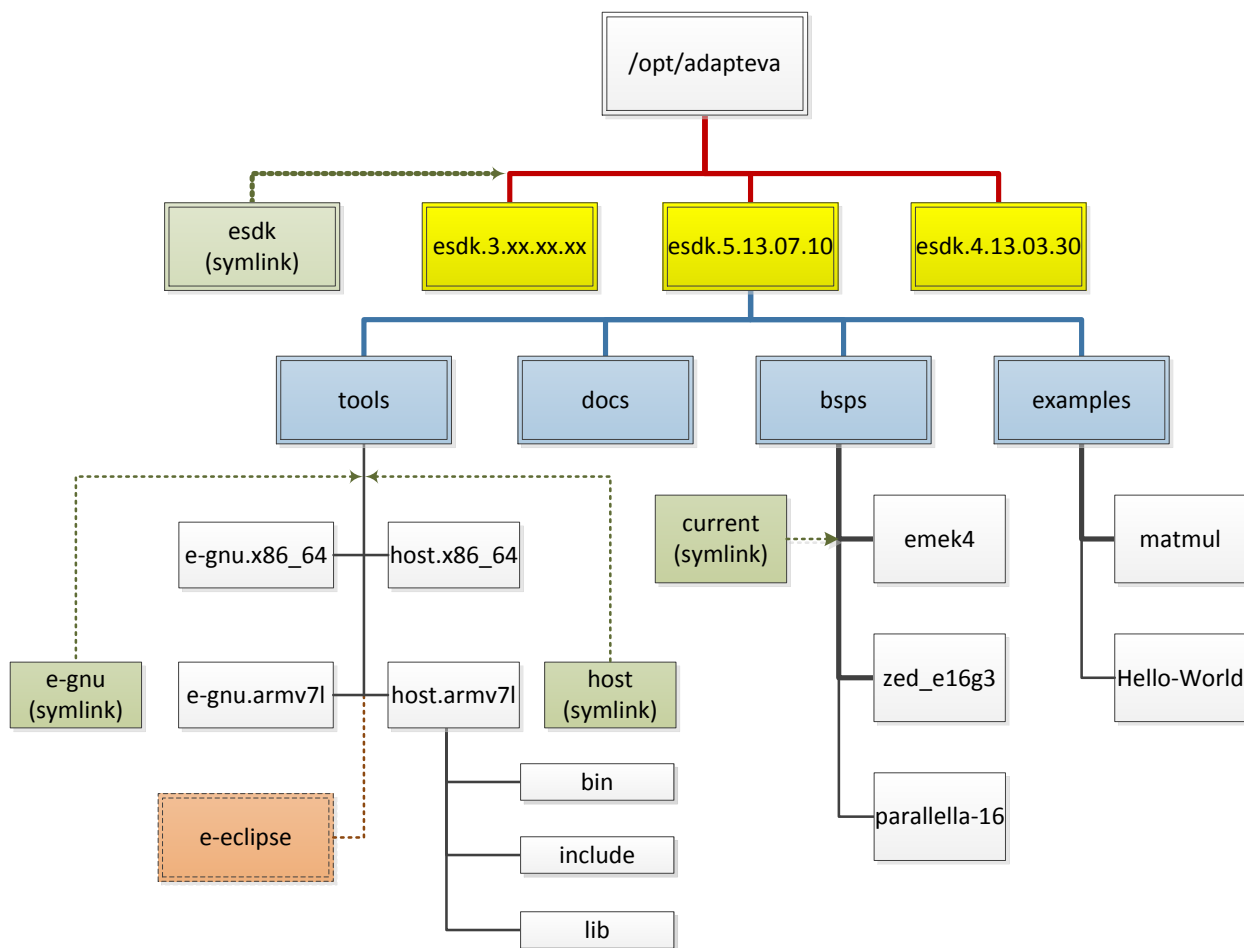 /opt/adapteva
esdk
(symlink)
esdk.3.xx.xx.xx
esdk.5.13.07.10
esdk.4.13.03.30
tools
docs
bsps
examples
e-gnu.x86_64
host.x86_64
current
(symlink)
emek4
matmul
e-gnu
(symlink)
e-gnu.armv7l
host.armv7l
host
(symlink)
zed_e16g3
Hello-World
bin
e-eclipse
include
parallella-16
lib